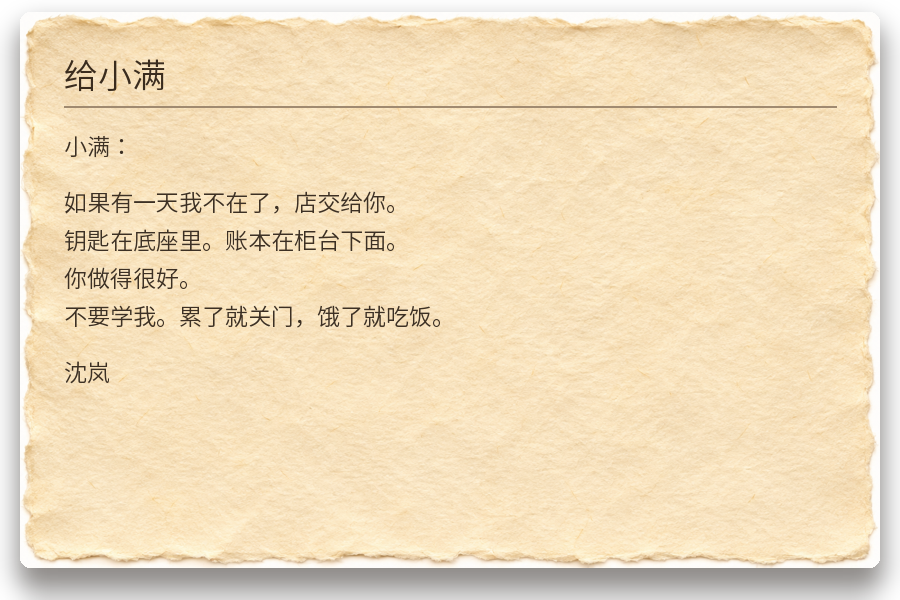 给小满
小满：
如果有一天我不在了，店交给你。
钥匙在底座里。账本在柜台下面。
你做得很好。
不要学我。累了就关门，饿了就吃饭。
沈岚